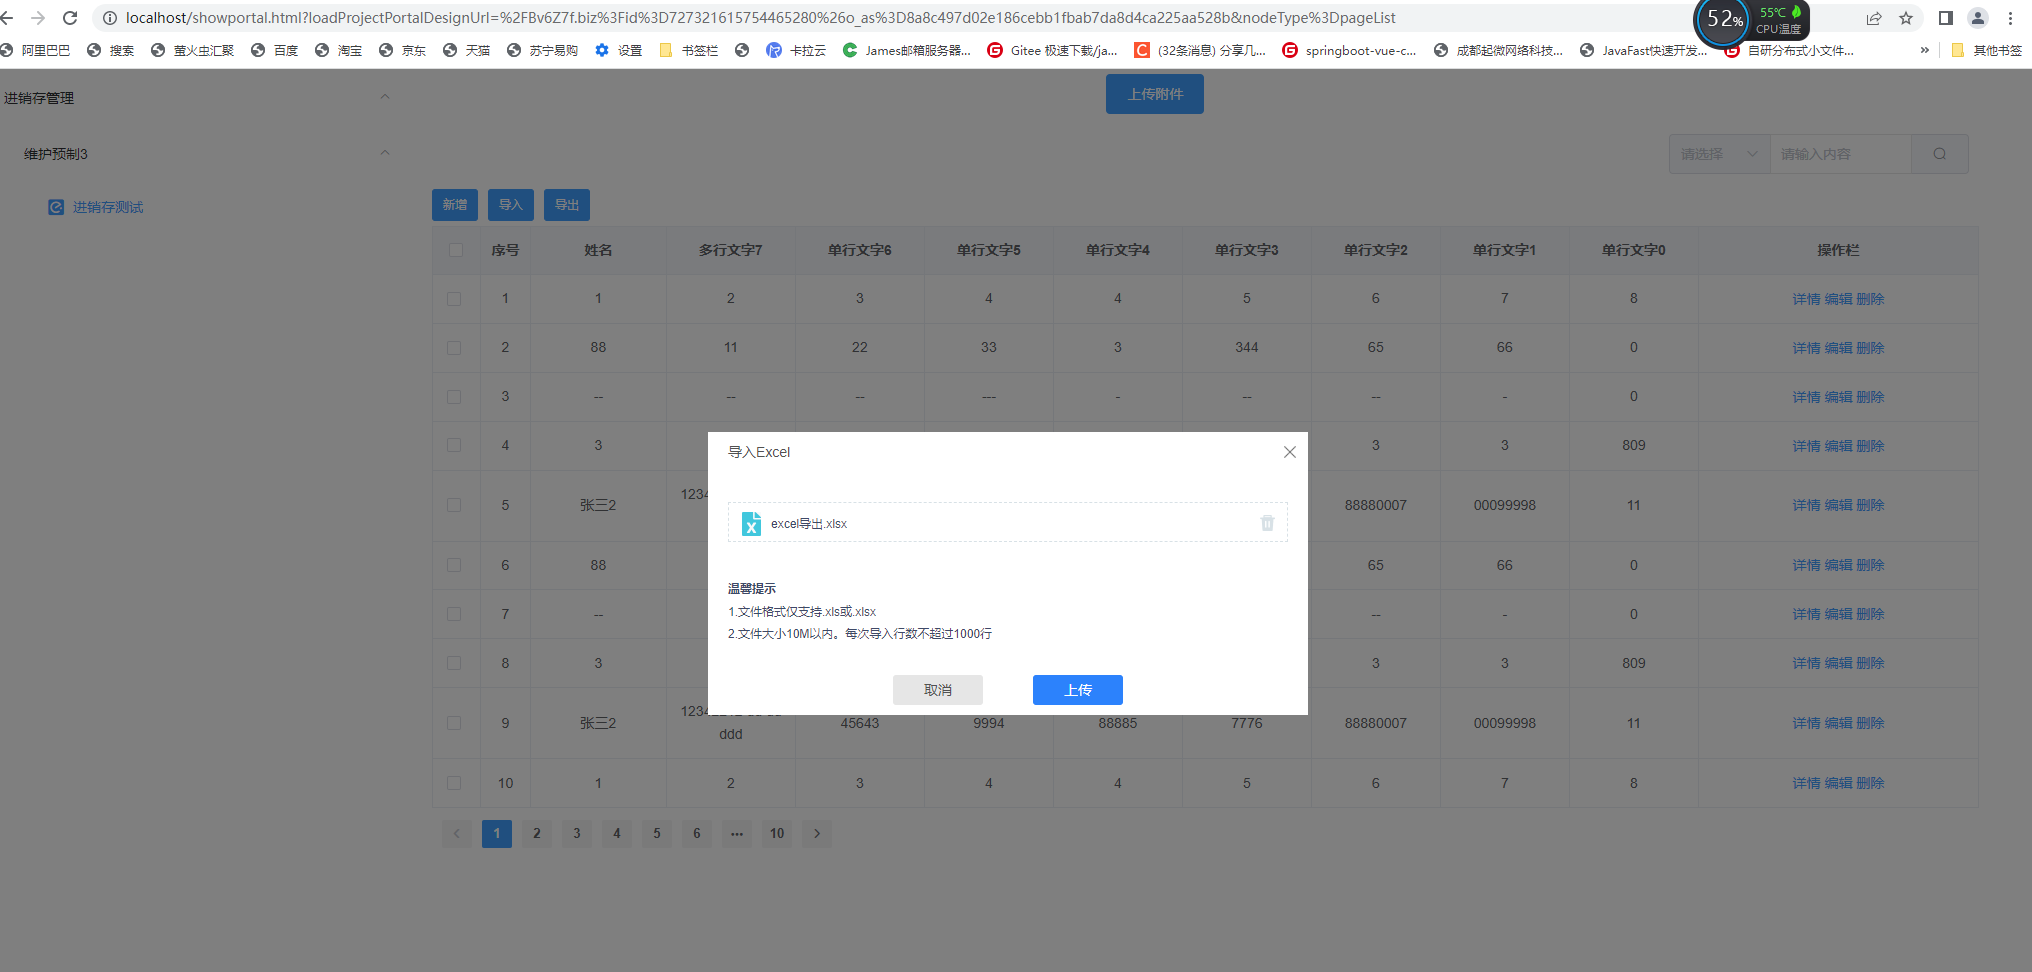 localhost/showportal.html?loadProjectPortalDesignUrl=%2FBv6Z7f.biz%3Fid%3D727321615754465280%26o_as%3D8a8c497d02e186cebb1fbab7da8d4ca225aa528b&nodeType%3DpageList
52%
55℃
CPU温度
阿里巴巴 搜索 萤火虫汇聚 百度 淘宝 京东 天猫 苏宁易购 设置 书签栏 卡拉云 James邮箱服务器... Gitee 极速下载/ja... (32条消息) 分享几... springboot-vue-c... 成都起微网络科技... JavaFast快速开发... 自研分布式小文件... » 其他书签
进销存管理
上传附件
维护预制3
请选择 请输入内容
进销存测试
新增 导入 导出
序号 姓名 多行文字7 单行文字6 单行文字5 单行文字4 单行文字3 单行文字2 单行文字1 单行文字0 操作栏
1 1 2 3 4 4 5 6 7 8 详情 编辑 删除
2 88 11 22 33 3 344 65 66 0 详情 编辑 删除
3 -- -- -- --- - -- -- - 0 详情 编辑 删除
4 3 3 3 809 详情 编辑 删除
5 张三2 1234 88880007 00099998 11 详情 编辑 删除
6 88 65 66 0 详情 编辑 删除
7 -- -- - 0 详情 编辑 删除
8 3 3 3 809 详情 编辑 删除
9 张三2 45643 9994 88885 7776 88880007 00099998 11 详情 编辑 删除
ddd
10 1 2 3 4 4 5 6 7 8 详情 编辑 删除
导入Excel
X excel导出.xlsx
温馨提示
1.文件格式仅支持.xls或.xlsx
2.文件大小10M以内。每次导入行数不超过1000行
取消 上传
< 1 2 3 4 5 6 ··· 10 >